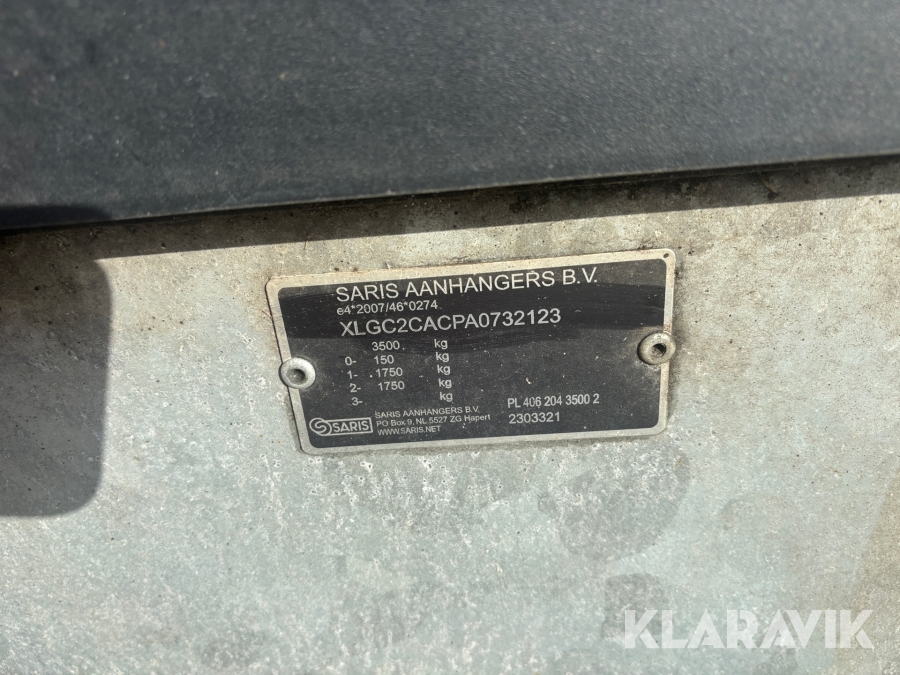 SARIS AANHANGERS B.V.
e4*2007/46*0274
XLGC2CACPA0732123
3500. kg
0- 150 kg
1- .1750 kg
2- 1750 kg
3- kg
PL 406 204 3500 2
2303321
SARIS
SARIS AANHANGERS B.V.
PO Box 9, NL 5527 ZG Hapert
WWW.SARIS.NET
KLARAVIK